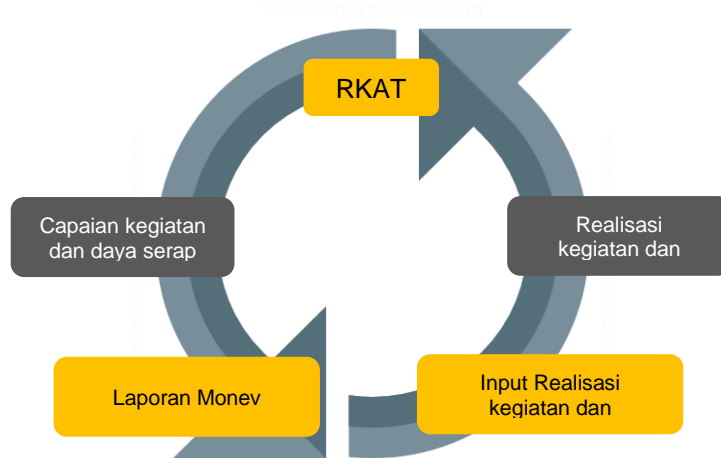 RKAT
Capaian kegiatan
dan daya serap
Realisasi
kegiatan dan
Laporan Monev
Input Realisasi
kegiatan dan